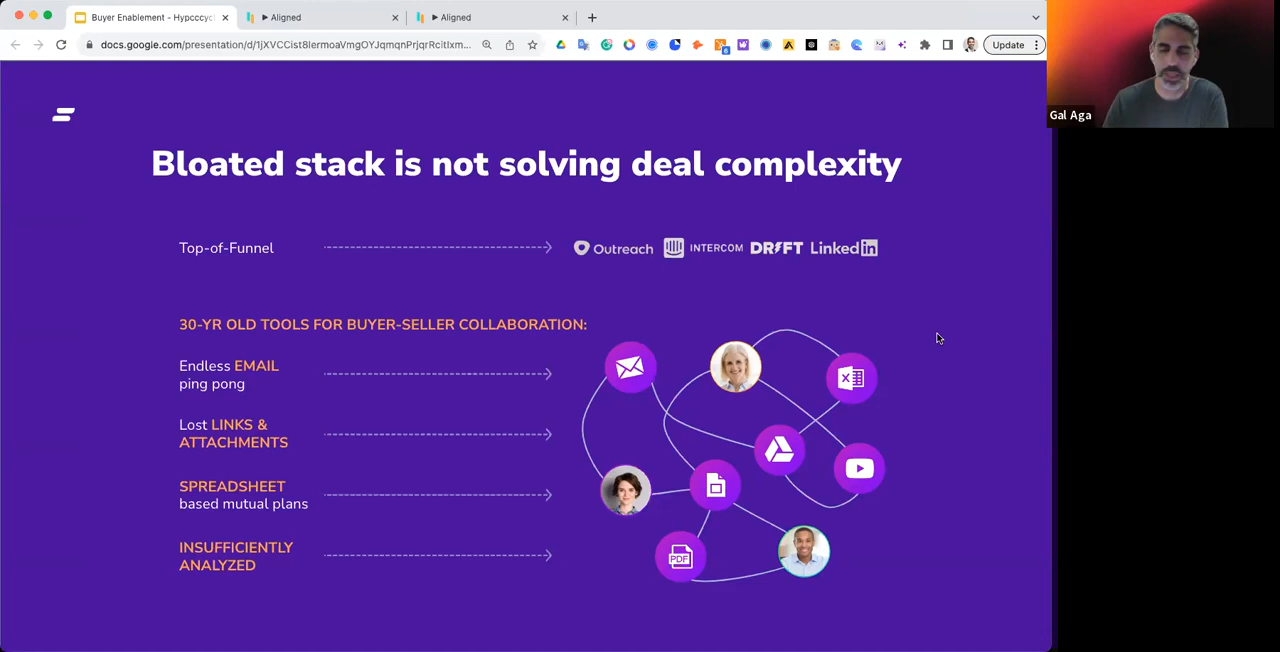 Buyer Enablement - Hypcccyc
Aligned
Aligned
docs.google.com/presentation/d/1jXVCCist8IermoaVmgOYJqmqnPrjqrRcitIxm...
Update
Gal Aga
Bloated stack is not solving deal complexity
Top-of-Funnel
Outreach INTERCOM DRIFT LinkedIn
30-YR OLD TOOLS FOR BUYER-SELLER COLLABORATION:
Endless EMAIL
ping pong
Lost LINKS &
ATTACHMENTS
SPREADSHEET
based mutual plans
INSUFFICIENTLY
ANALYZED
PDF